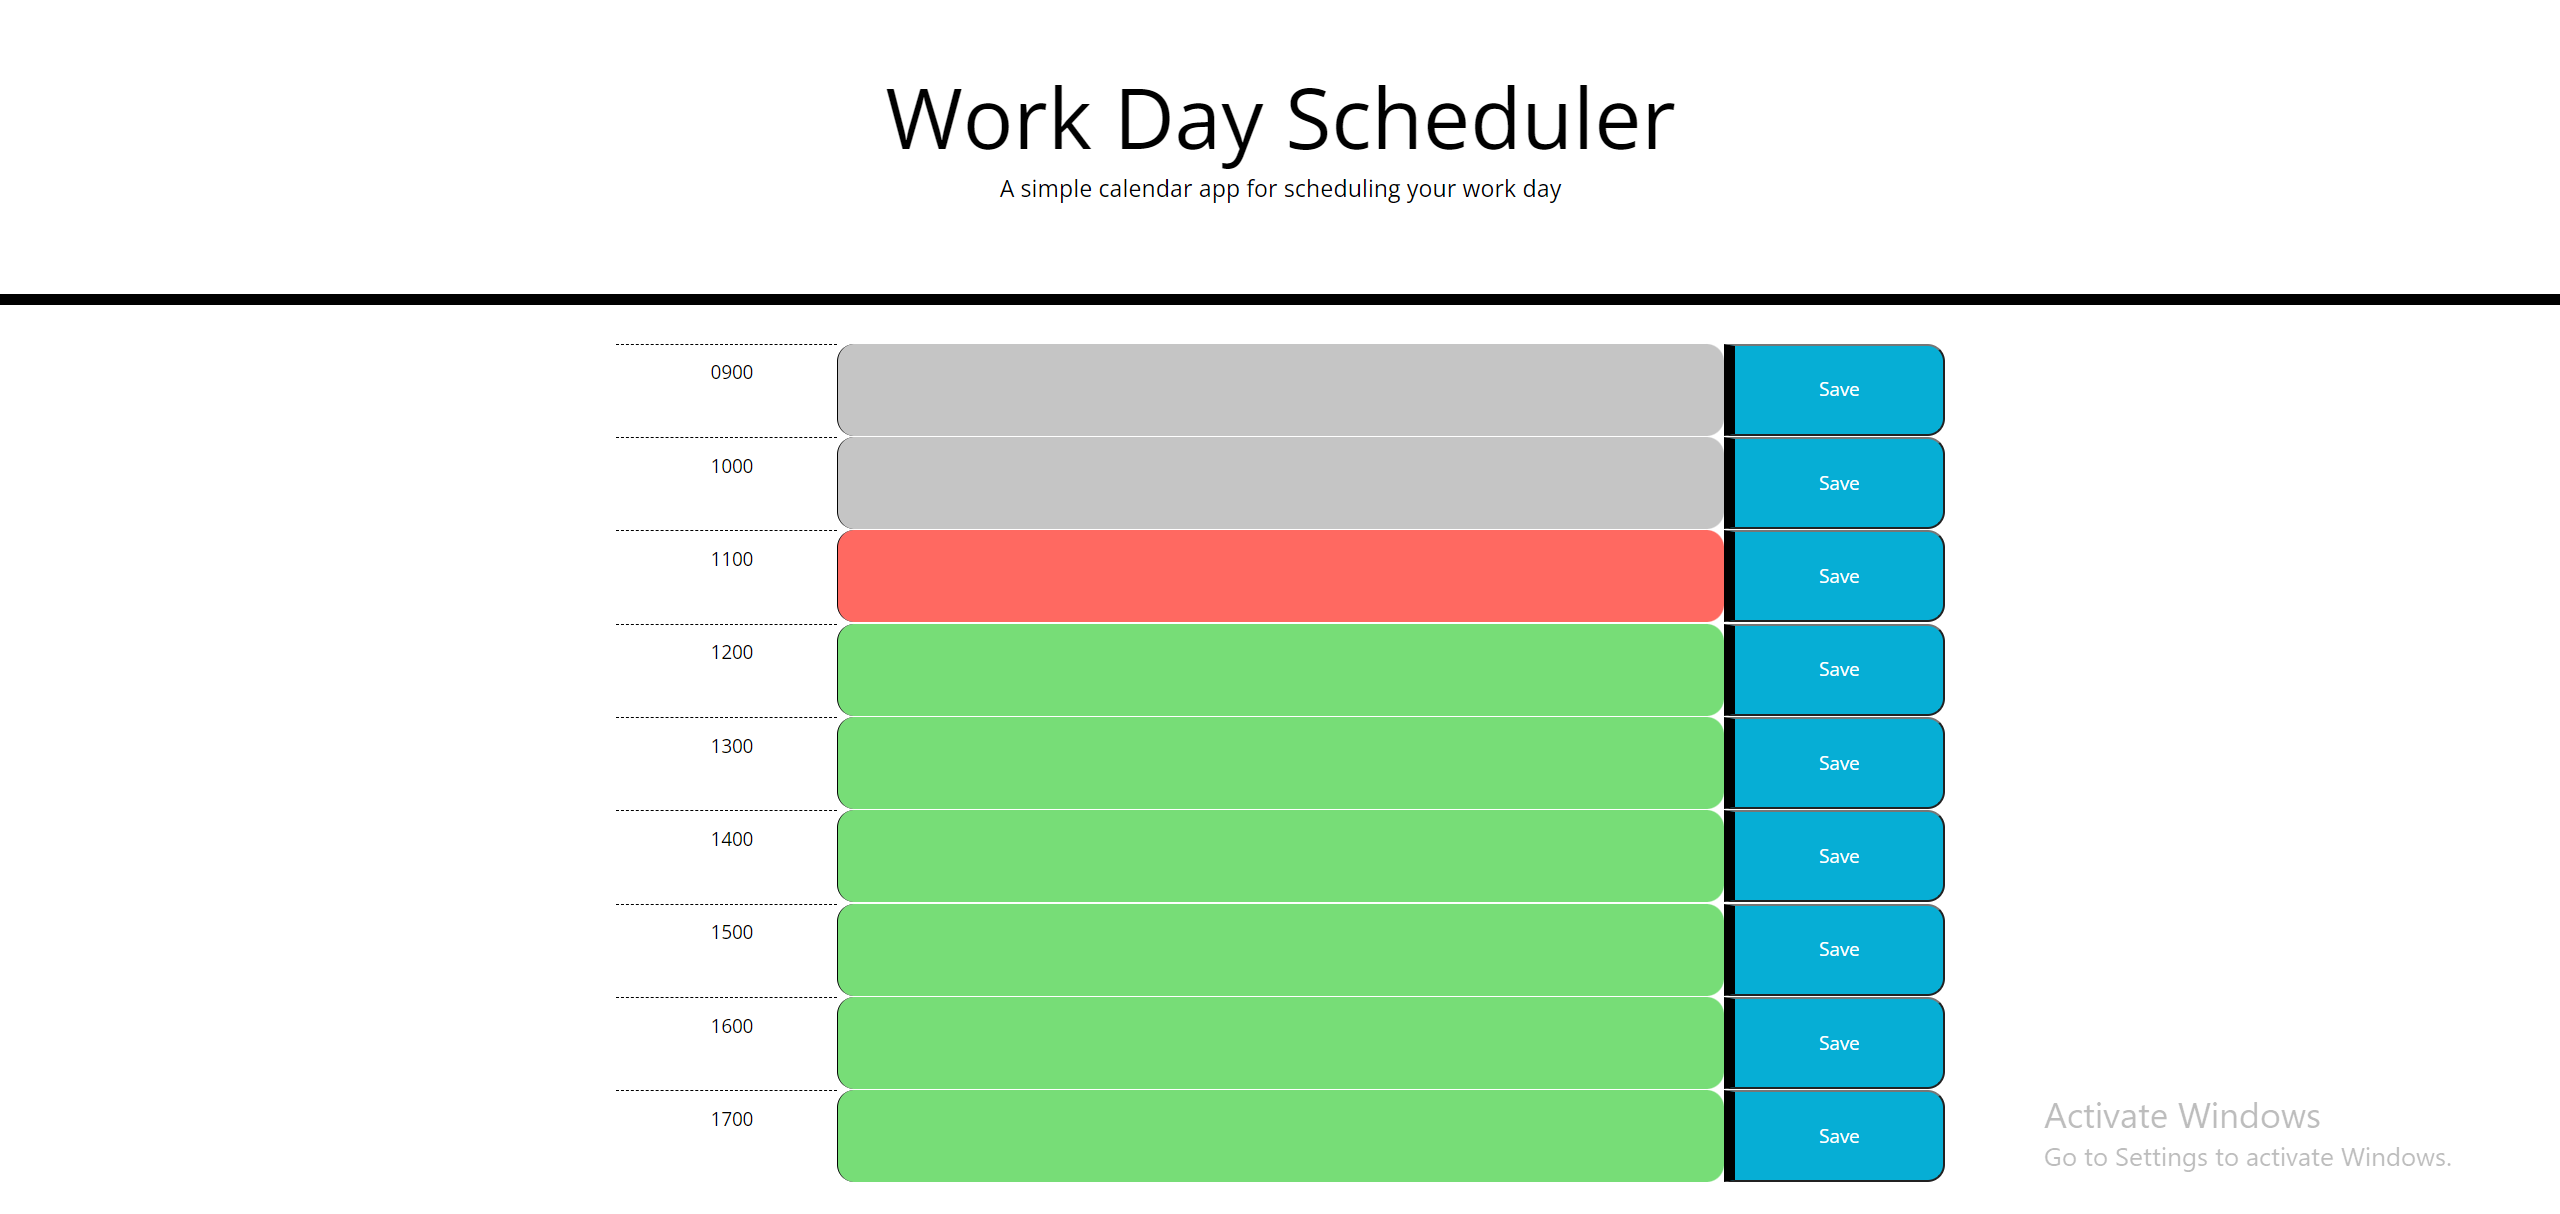 Work Day Scheduler
A simple calendar app for scheduling your work day
0900
Save
1000
Save
1100
Save
1200
Save
1300
Save
1400
Save
1500
Save
1600
Save
1700
Save
Activate Windows
Go to Settings to activate Windows.